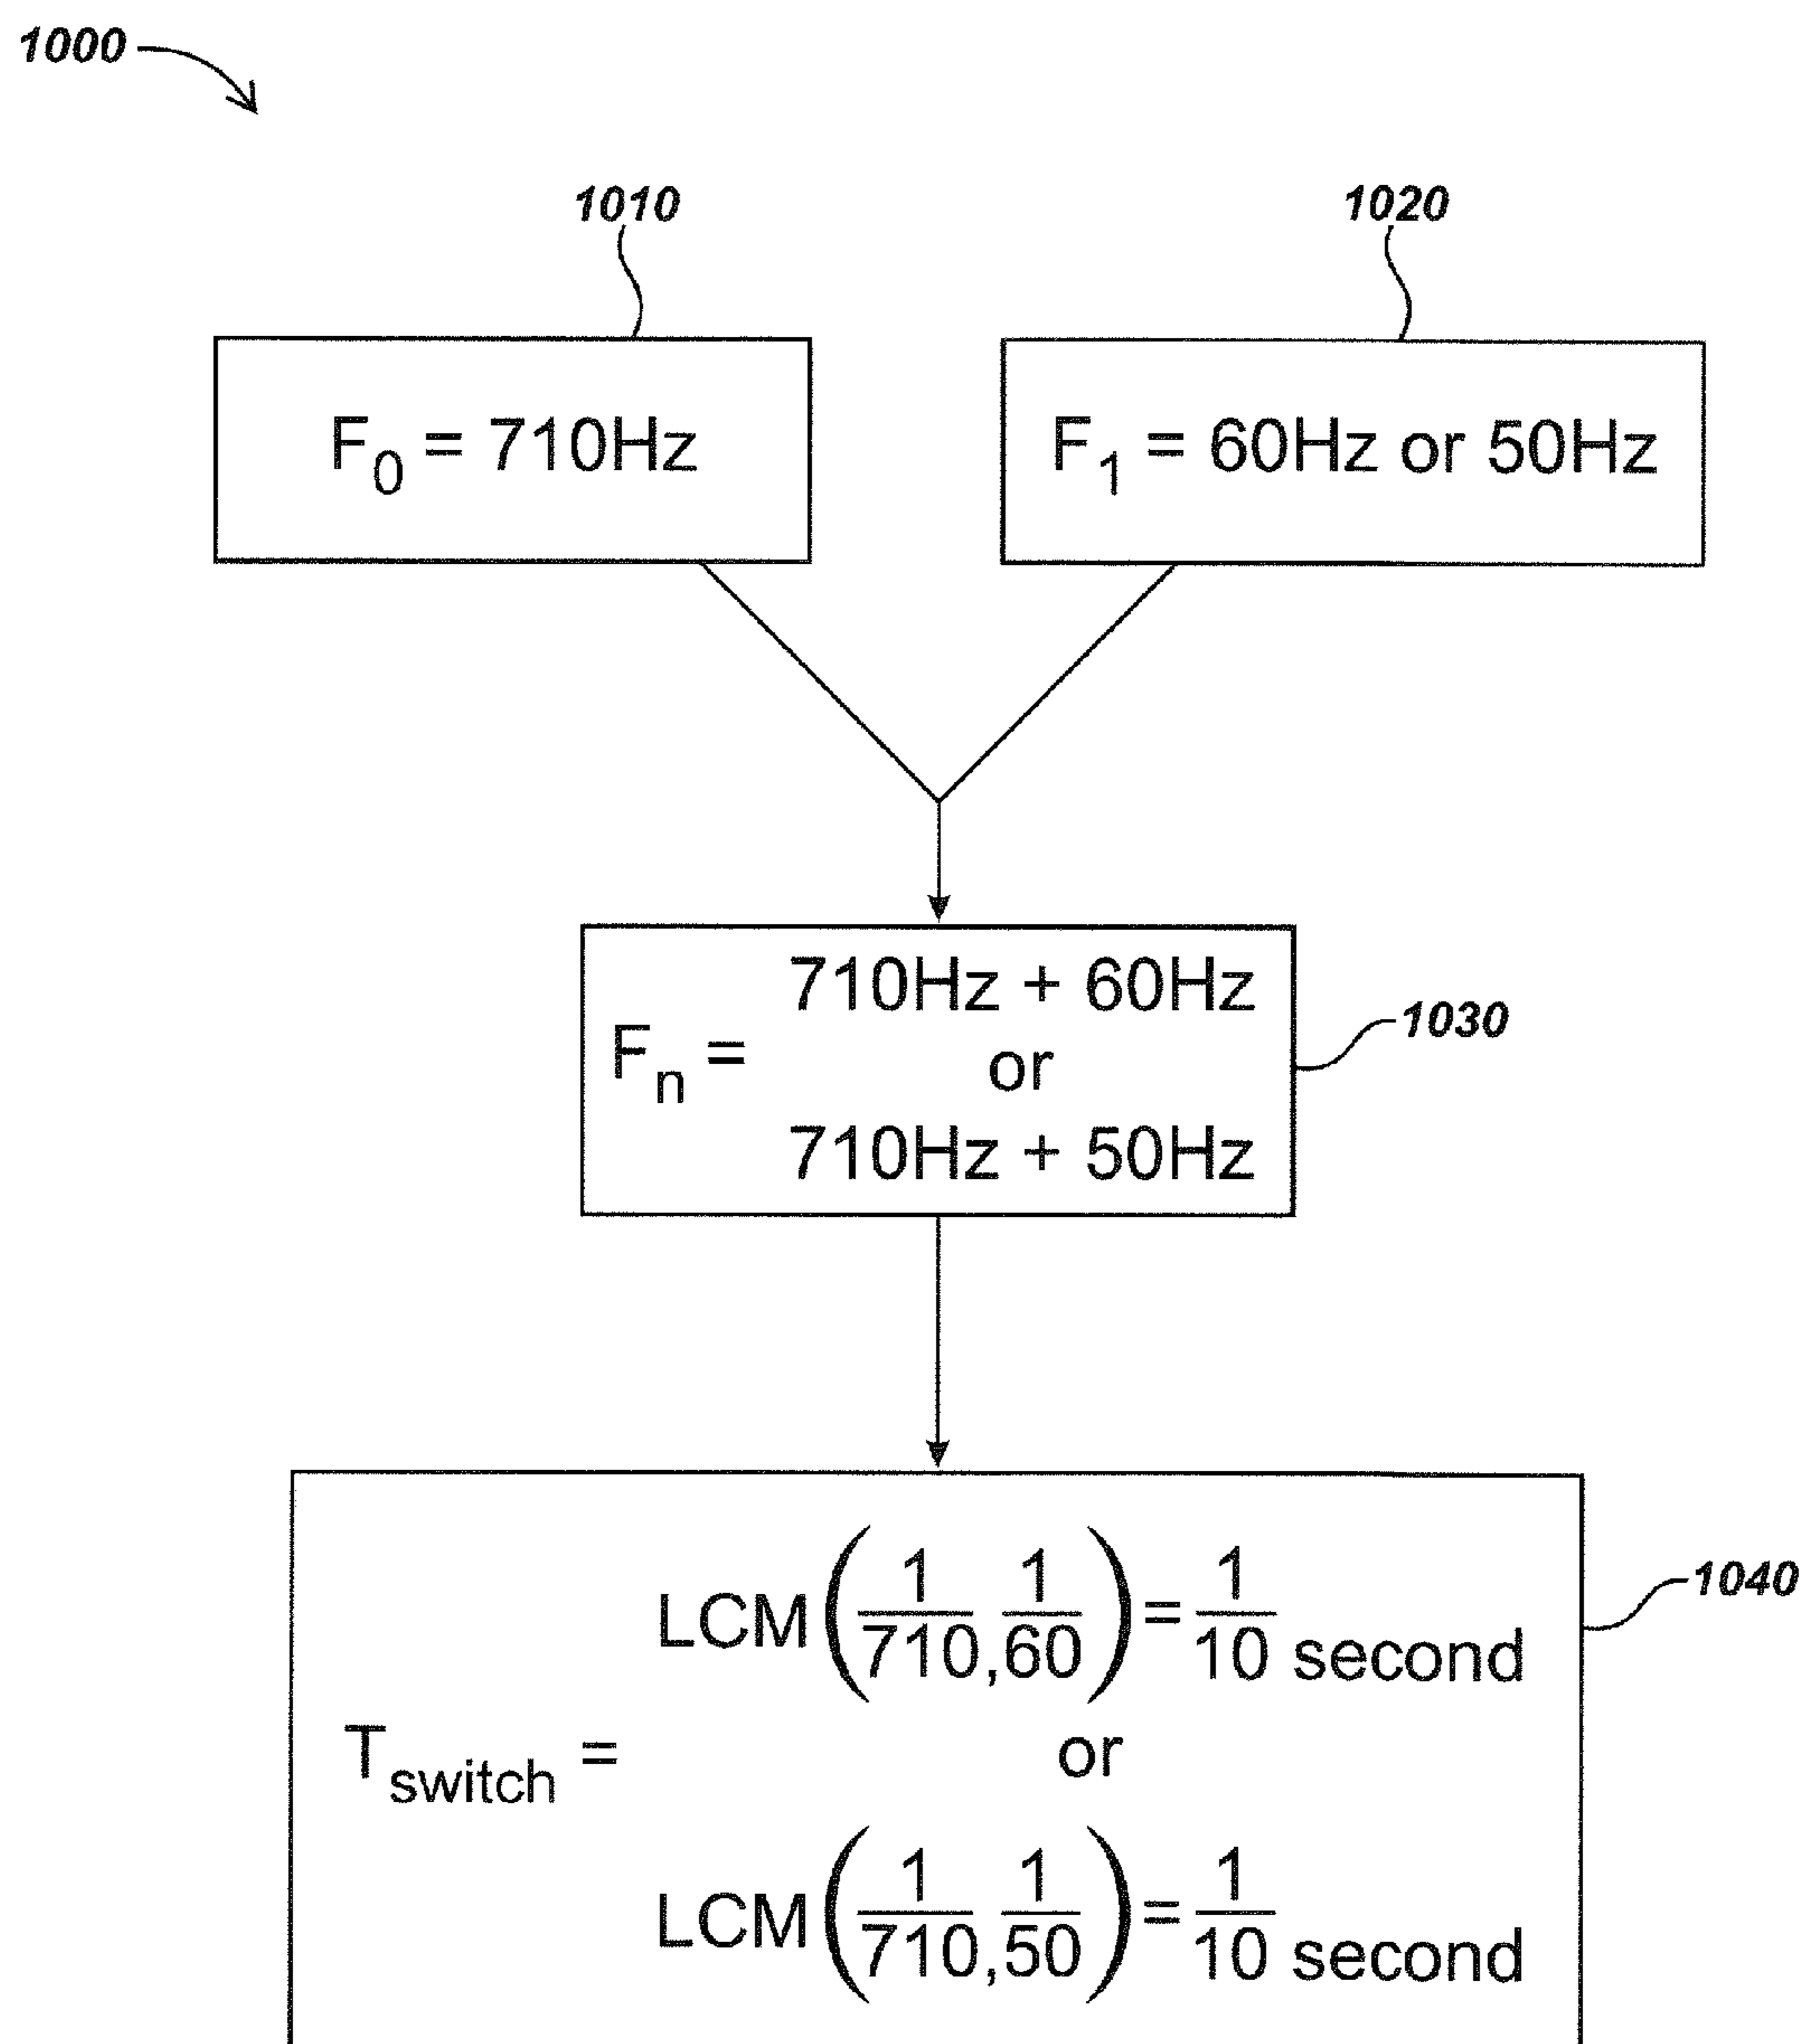 1000
1010
1020
F₀ = 710Hz
F₁ = 60Hz or 50Hz
710Hz + 60Hz
Fₙ = or
710Hz + 50Hz
1030
LCM(1/710, 1/60) = 1/10 second
T_switch = or
LCM(1/710, 1/50) = 1/10 second
1040